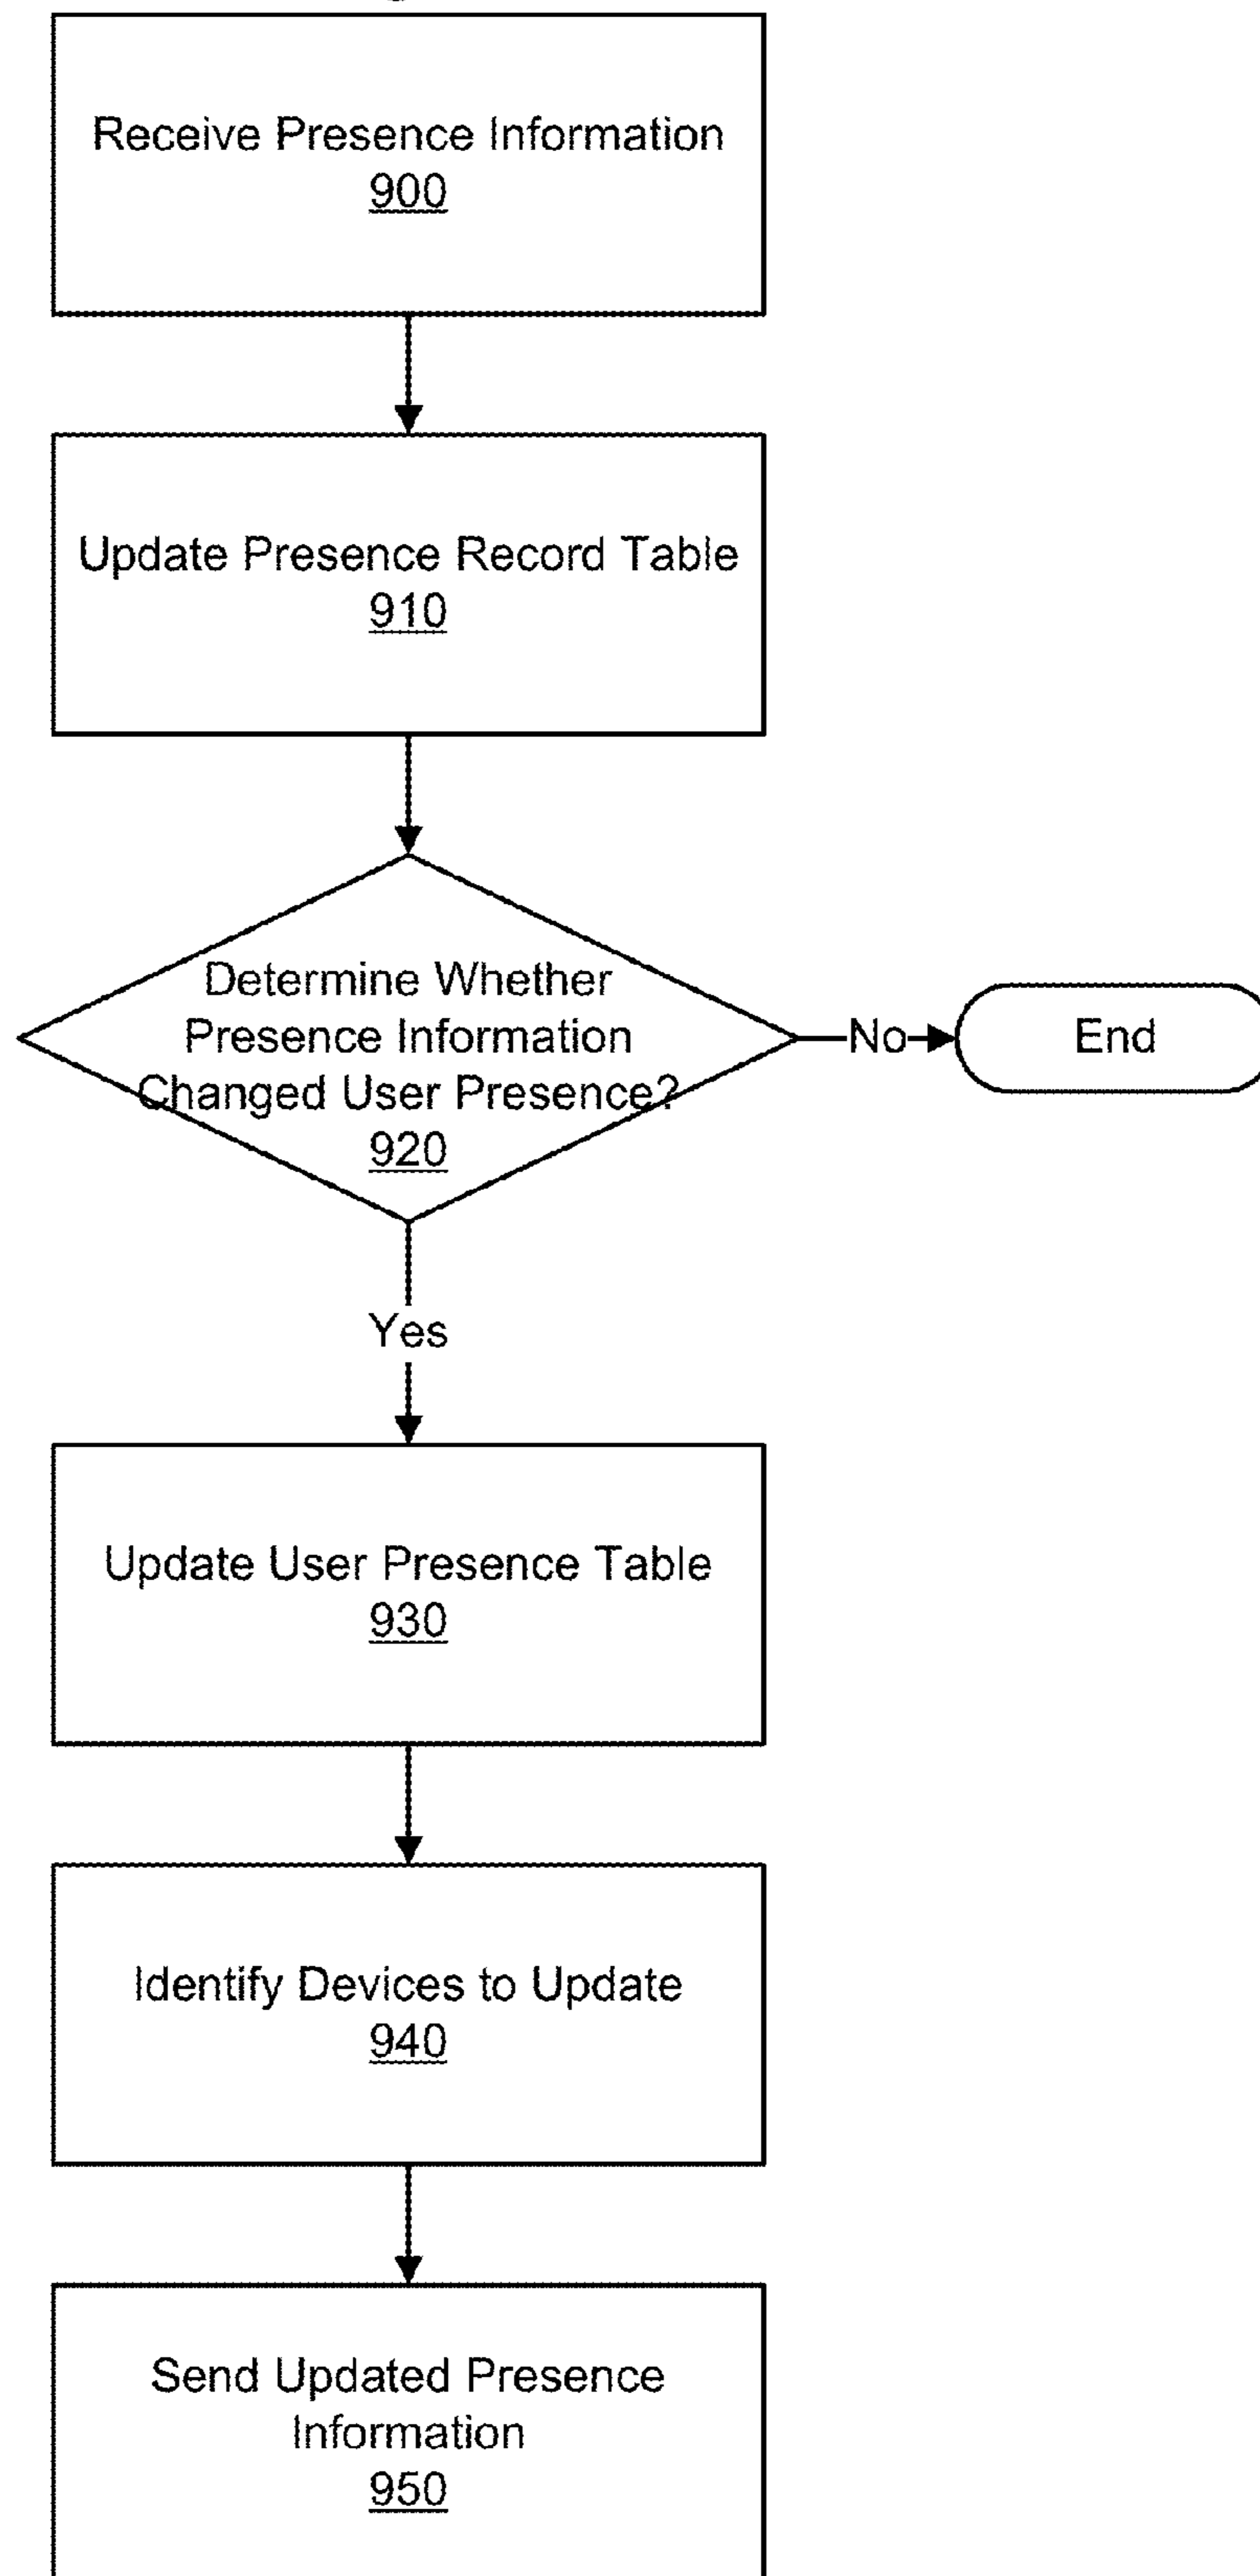 Receive Presence Information
900
Update Presence Record Table
910
Determine Whether
Presence Information
Changed User Presence?
920
No
End
Yes
Update User Presence Table
930
Identify Devices to Update
940
Send Updated Presence
Information
950